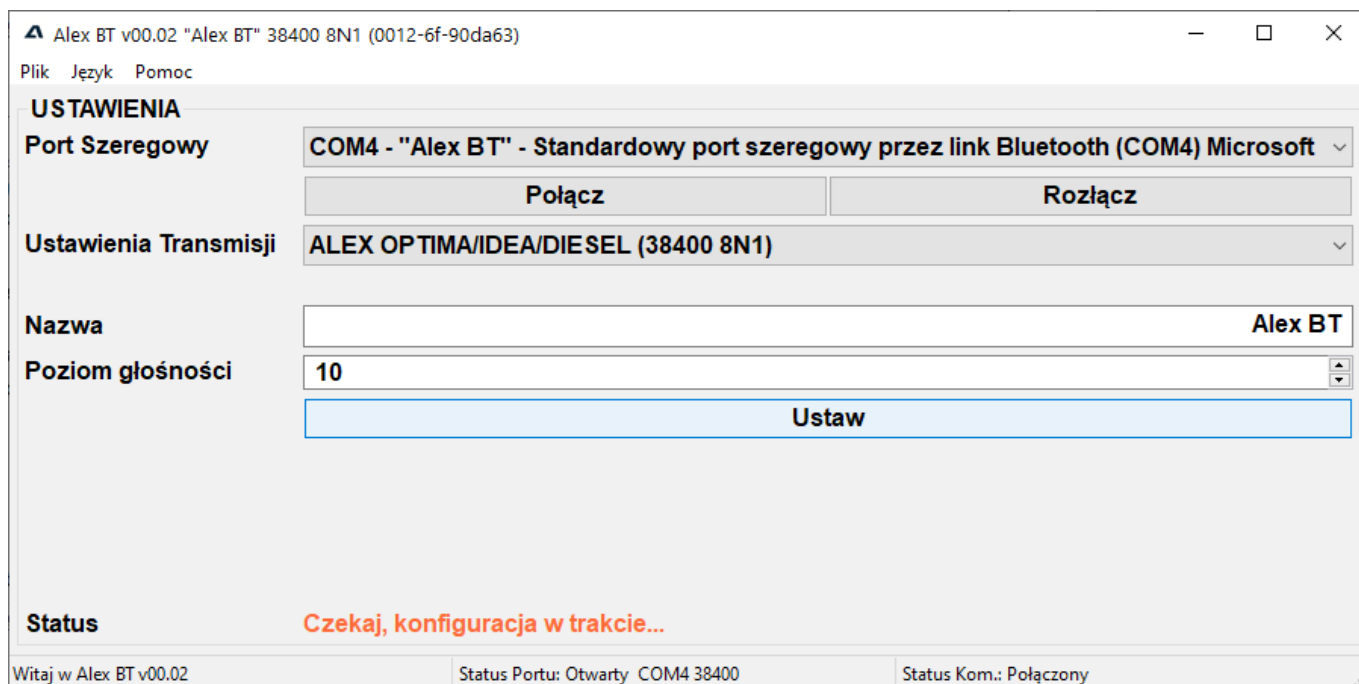 Alex BT v00.02 "Alex BT" 38400 8N1 (0012-6f-90da63)
Plik Język Pomoc
USTAWIENIA
Port Szeregowy COM4 - "Alex BT" - Standardowy port szeregowy przez link Bluetooth (COM4) Microsoft
Połącz Rozłącz
Ustawienia Transmisji ALEX OPTIMA/IDEA/DIESEL (38400 8N1)
Nazwa Alex BT
Poziom głośności 10
Ustaw
Status Czekaj, konfiguracja w trakcie...
Witaj w Alex BT v00.02 Status Portu: Otwarty COM4 38400 Status Kom.: Połączony